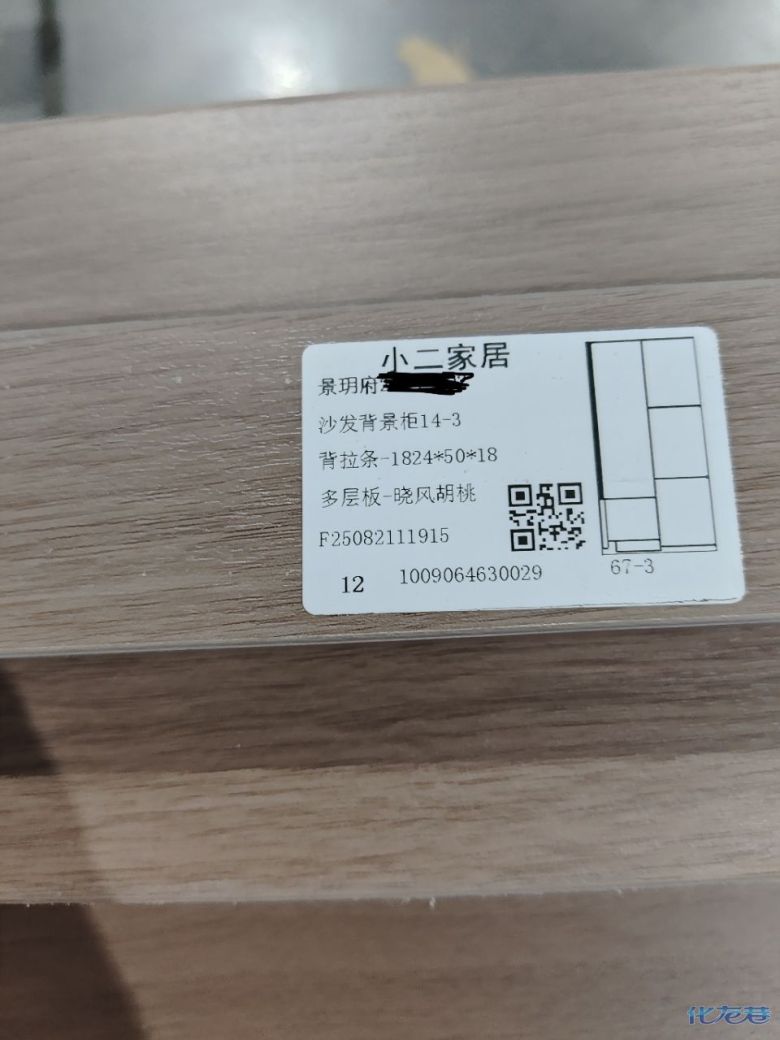 小二家居
景玥府
沙发背景柜14-3
背拉条-1824*50*18
多层板-晓风胡桃
F25082111915
12 1009064630029
67-3
化龙巷